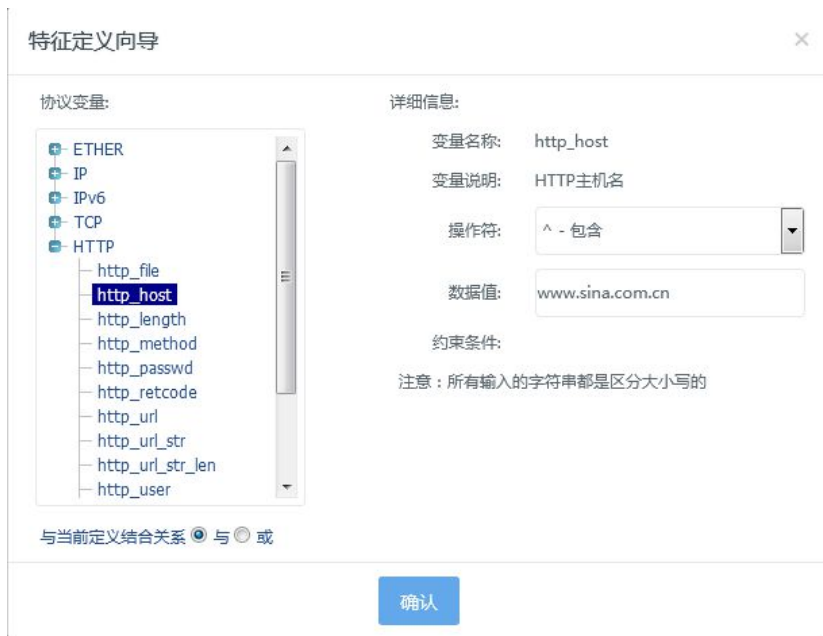 特征定义向导
协议变量:
ETHER
IP
IPv6
TCP
HTTP
http_file
http_host
http_length
http_method
http_passwd
http_retcode
http_url
http_url_str
http_url_str_len
http_user
与当前定义结合关系 与 或
详细信息:
变量名称: http_host
变量说明: HTTP主机名
操作符: ^ - 包含
数据值: www.sina.com.cn
约束条件:
注意：所有输入的字符串都是区分大小写的
确认